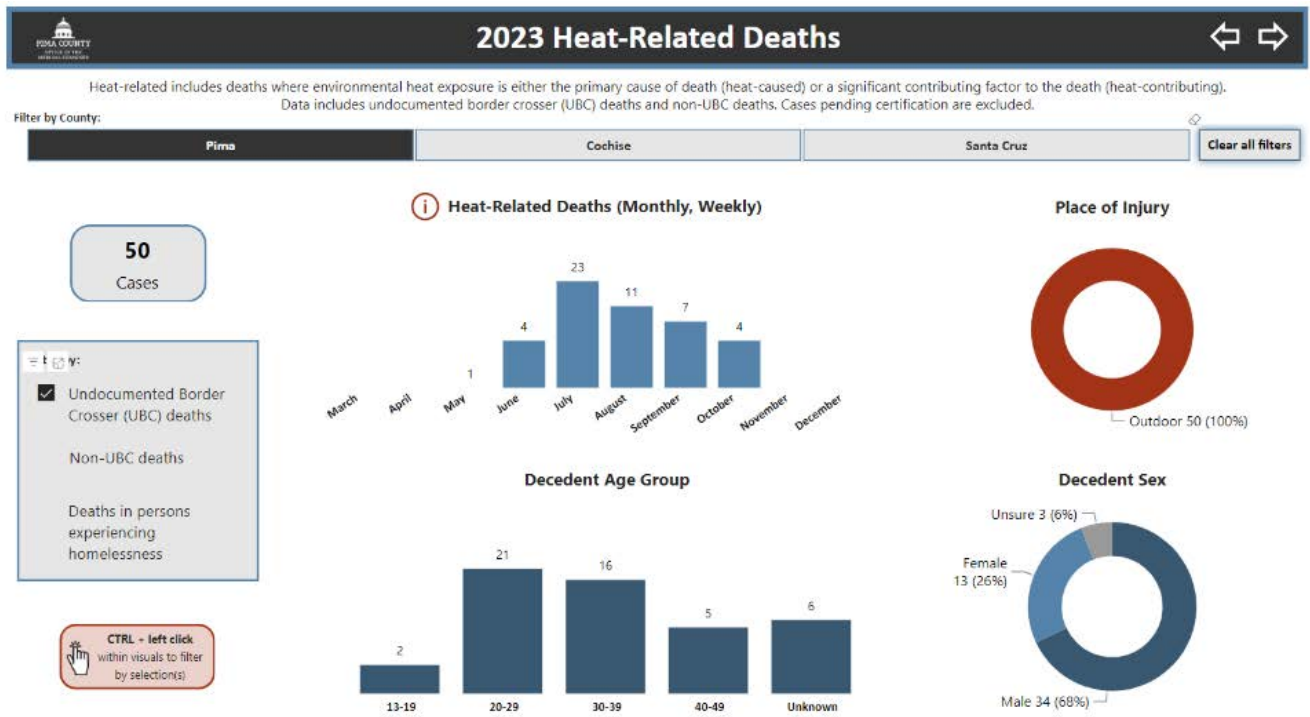 PIMA COUNTY
OFFICE OF THE
MEDICAL EXAMINER
2023 Heat-Related Deaths
Heat-related includes deaths where environmental heat exposure is either the primary cause of death (heat-caused) or a significant contributing factor to the death (heat-contributing).
Data includes undocumented border crosser (UBC) deaths and non-UBC deaths. Cases pending certification are excluded.
Filter by County:
Pima
Cochise
Santa Cruz
Clear all filters
50
Cases
y:
Undocumented Border
Crosser (UBC) deaths
Non-UBC deaths
Deaths in persons
experiencing
homelessness
CTRL + left click
within visuals to filter
by selection(s)
i Heat-Related Deaths (Monthly, Weekly)
1
4
23
11
7
4
March
April
May
June
July
August
September
October
November
December
Place of Injury
Outdoor 50 (100%)
Decedent Age Group
2
21
16
5
6
13-19
20-29
30-39
40-49
Unknown
Decedent Sex
Unsure 3 (6%)
Female
13 (26%)
Male 34 (68%)